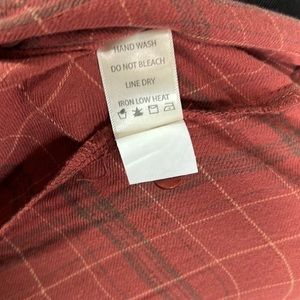 HAND WASH
DO NOT BLEACH
LINE DRY
IRON LOW HEAT